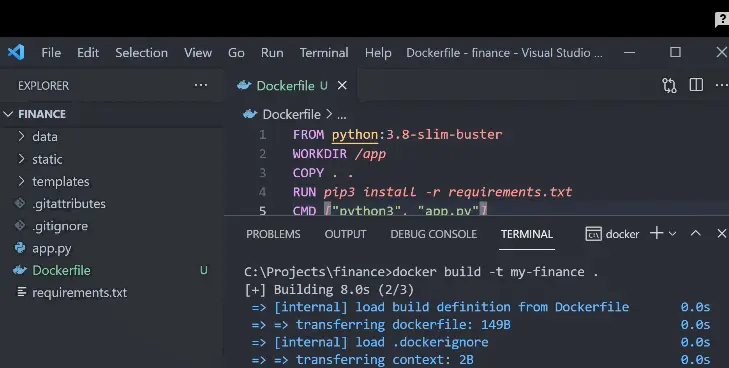 File Edit Selection View Go Run Terminal Help Dockerfile - finance - Visual Studio ...
EXPLORER ...
FINANCE
data
static
templates
.gitattributes
.gitignore
app.py
Dockerfile U
requirements.txt
Dockerfile U
Dockerfile > ...
1 FROM python:3.8-slim-buster
2 WORKDIR /app
3 COPY . .
4 RUN pip3 install -r requirements.txt
5 CMD ["python3", "app.py"]
PROBLEMS OUTPUT DEBUG CONSOLE TERMINAL docker
C:\Projects\finance>docker build -t my-finance .
[+] Building 8.0s (2/3)
=> [internal] load build definition from Dockerfile 0.0s
=> => transferring dockerfile: 149B 0.0s
=> [internal] load .dockerignore 0.0s
=> => transferring context: 2B 0.0s